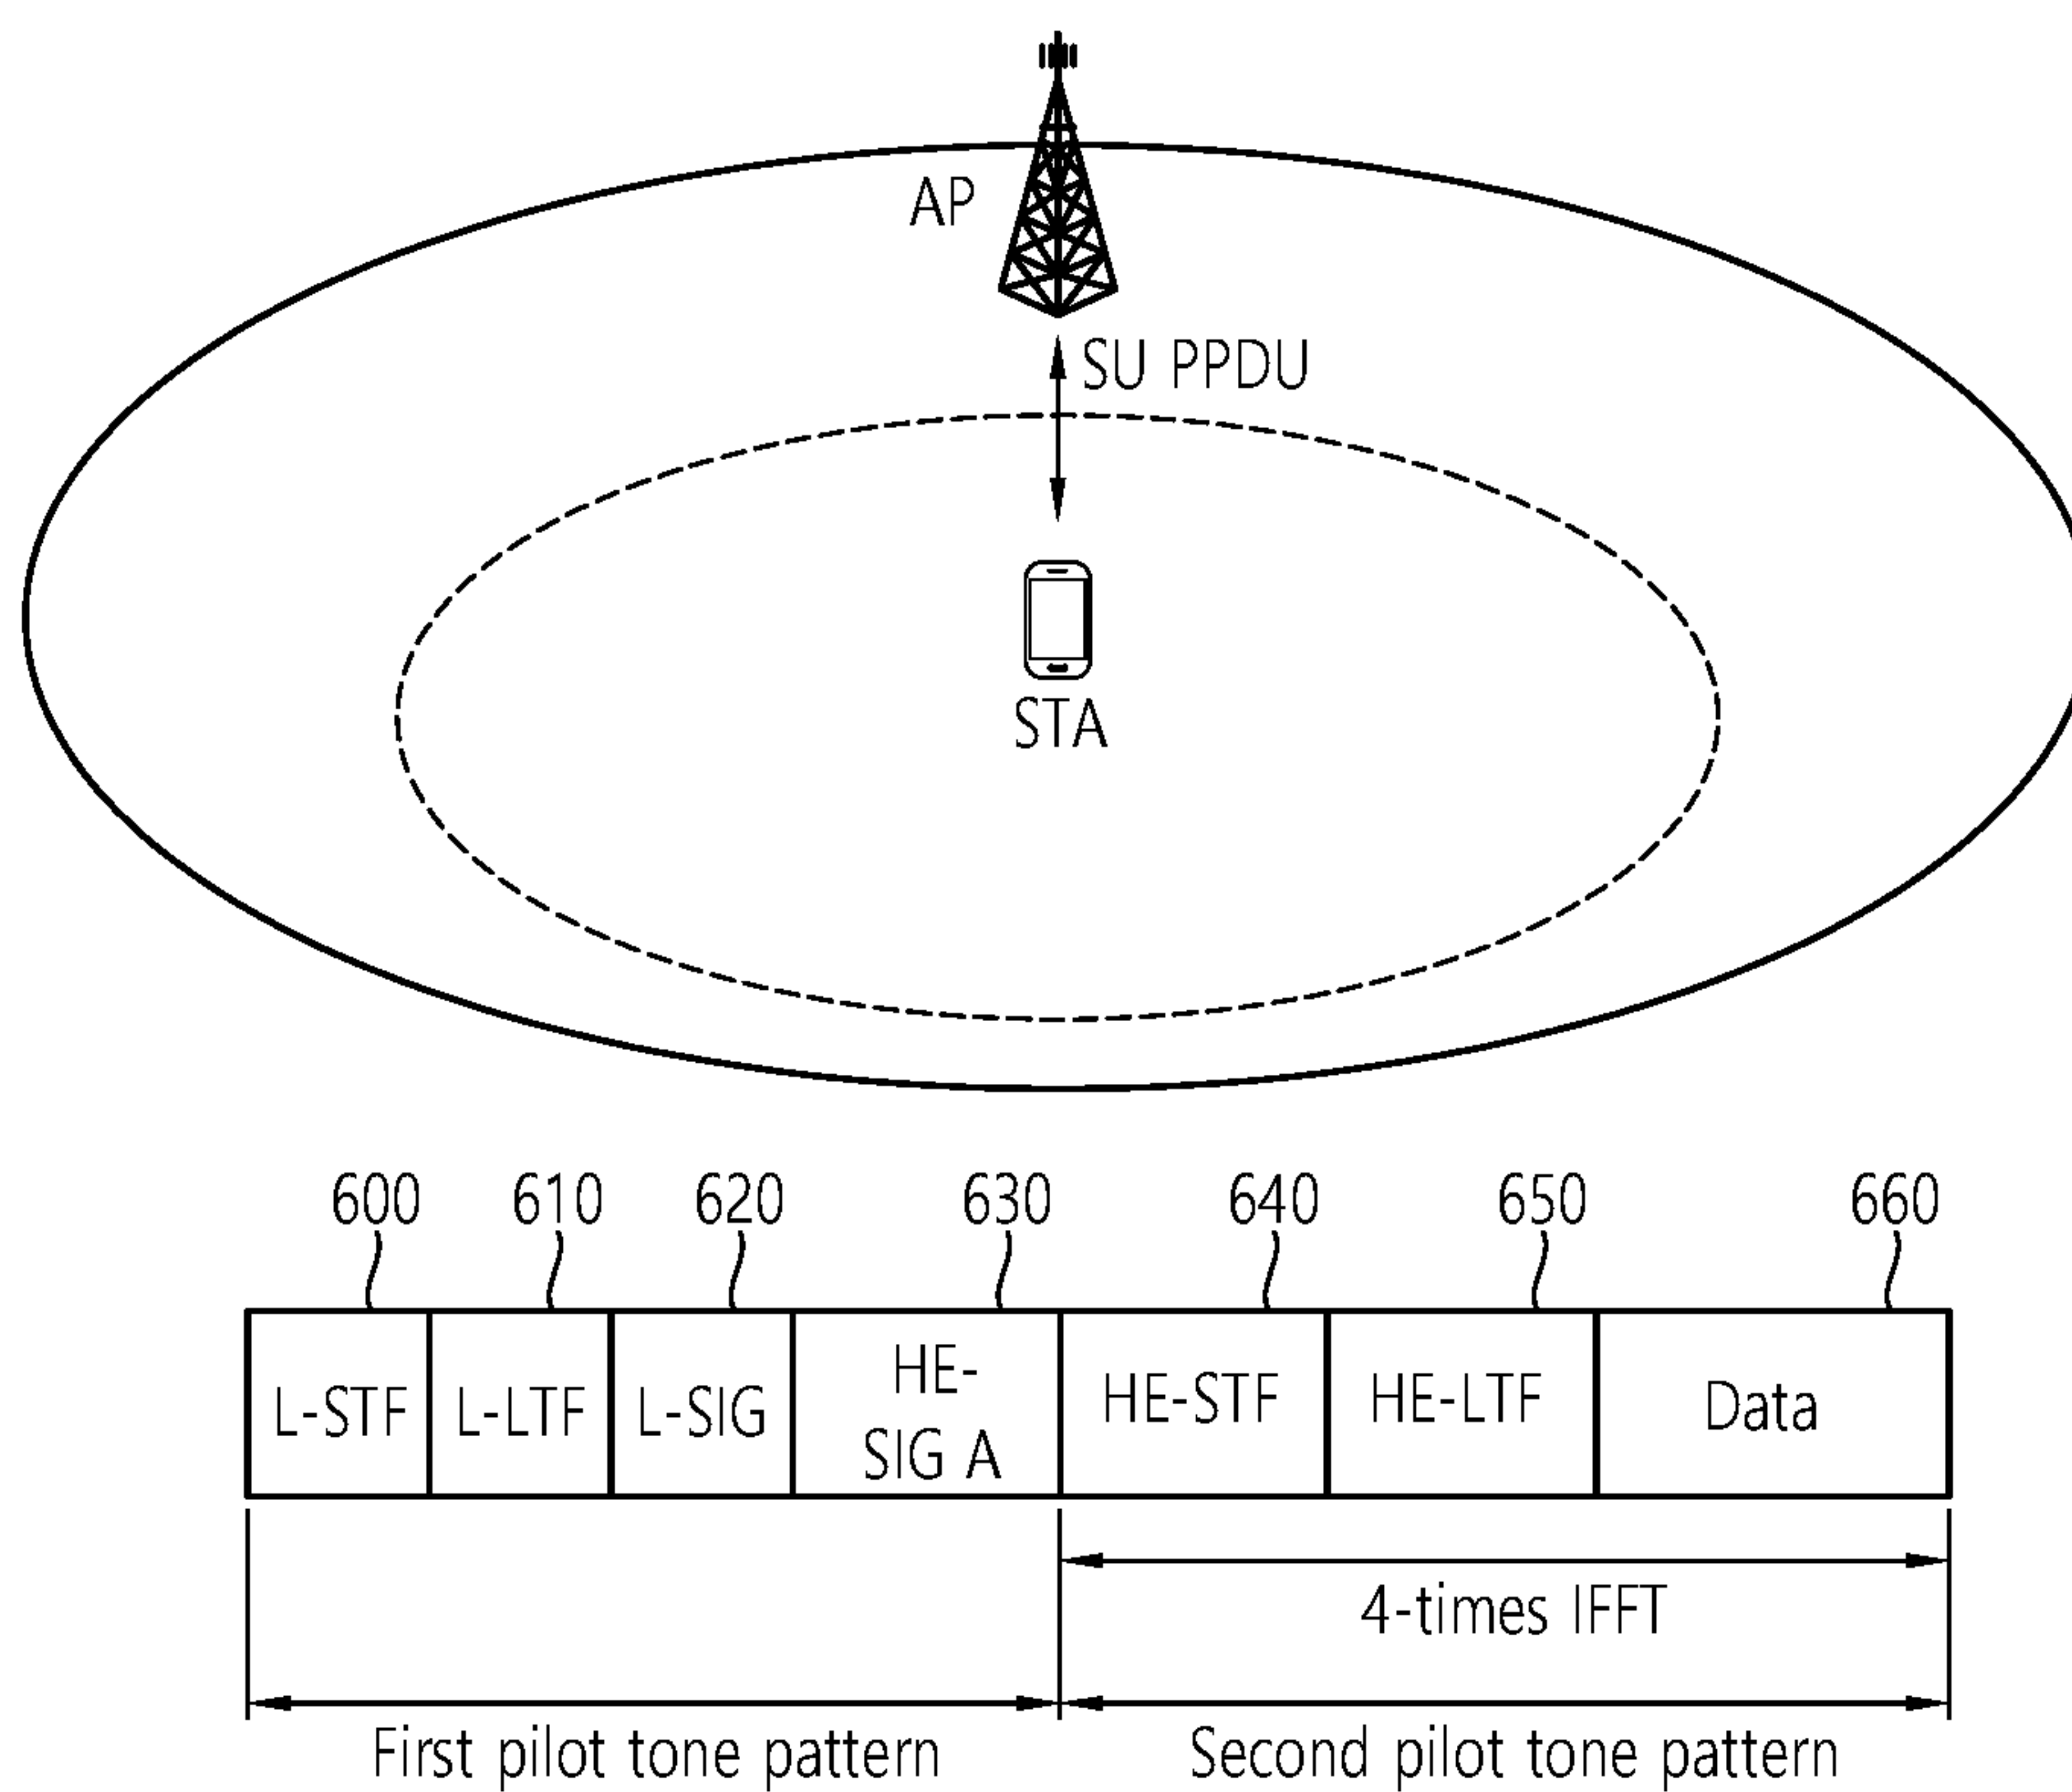 AP
SU PPDU
STA
600 610 620 630 640 650 660
L-STF L-LTF L-SIG HE-
SIG A HE-STF HE-LTF Data
4-times IFFT
First pilot tone pattern Second pilot tone pattern